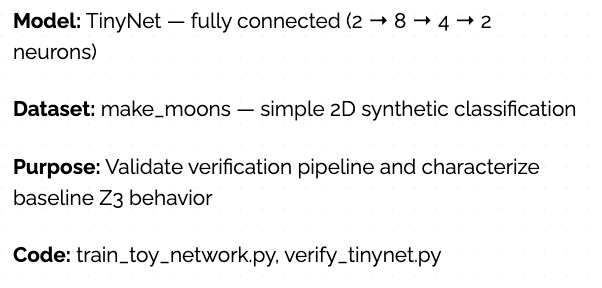 Model: TinyNet — fully connected (2 → 8 → 4 → 2
neurons)
Dataset: make_moons — simple 2D synthetic classification
Purpose: Validate verification pipeline and characterize
baseline Z3 behavior
Code: train_toy_network.py, verify_tinynet.py